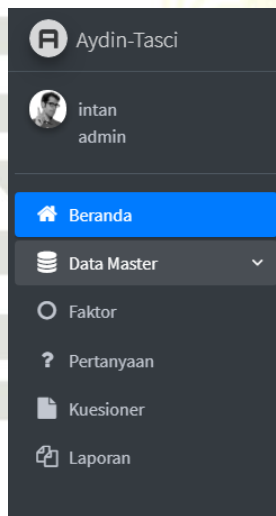 Aydin-Tasci
intan
admin
Beranda
Data Master
Faktor
? Pertanyaan
Kuesioner
Laporan